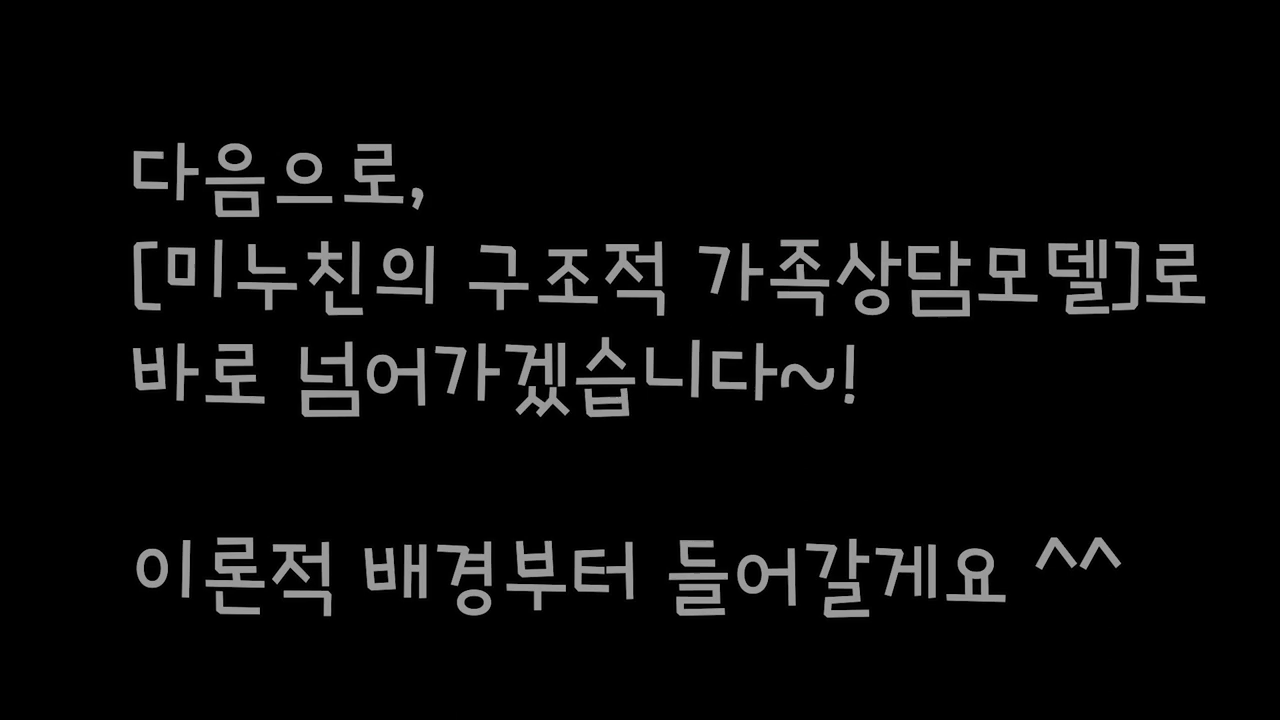 다음으로,
[미누친의 구조적 가족상담모델]로
바로 넘어가겠습니다~!
이론적 배경부터 들어갈게요 ^^